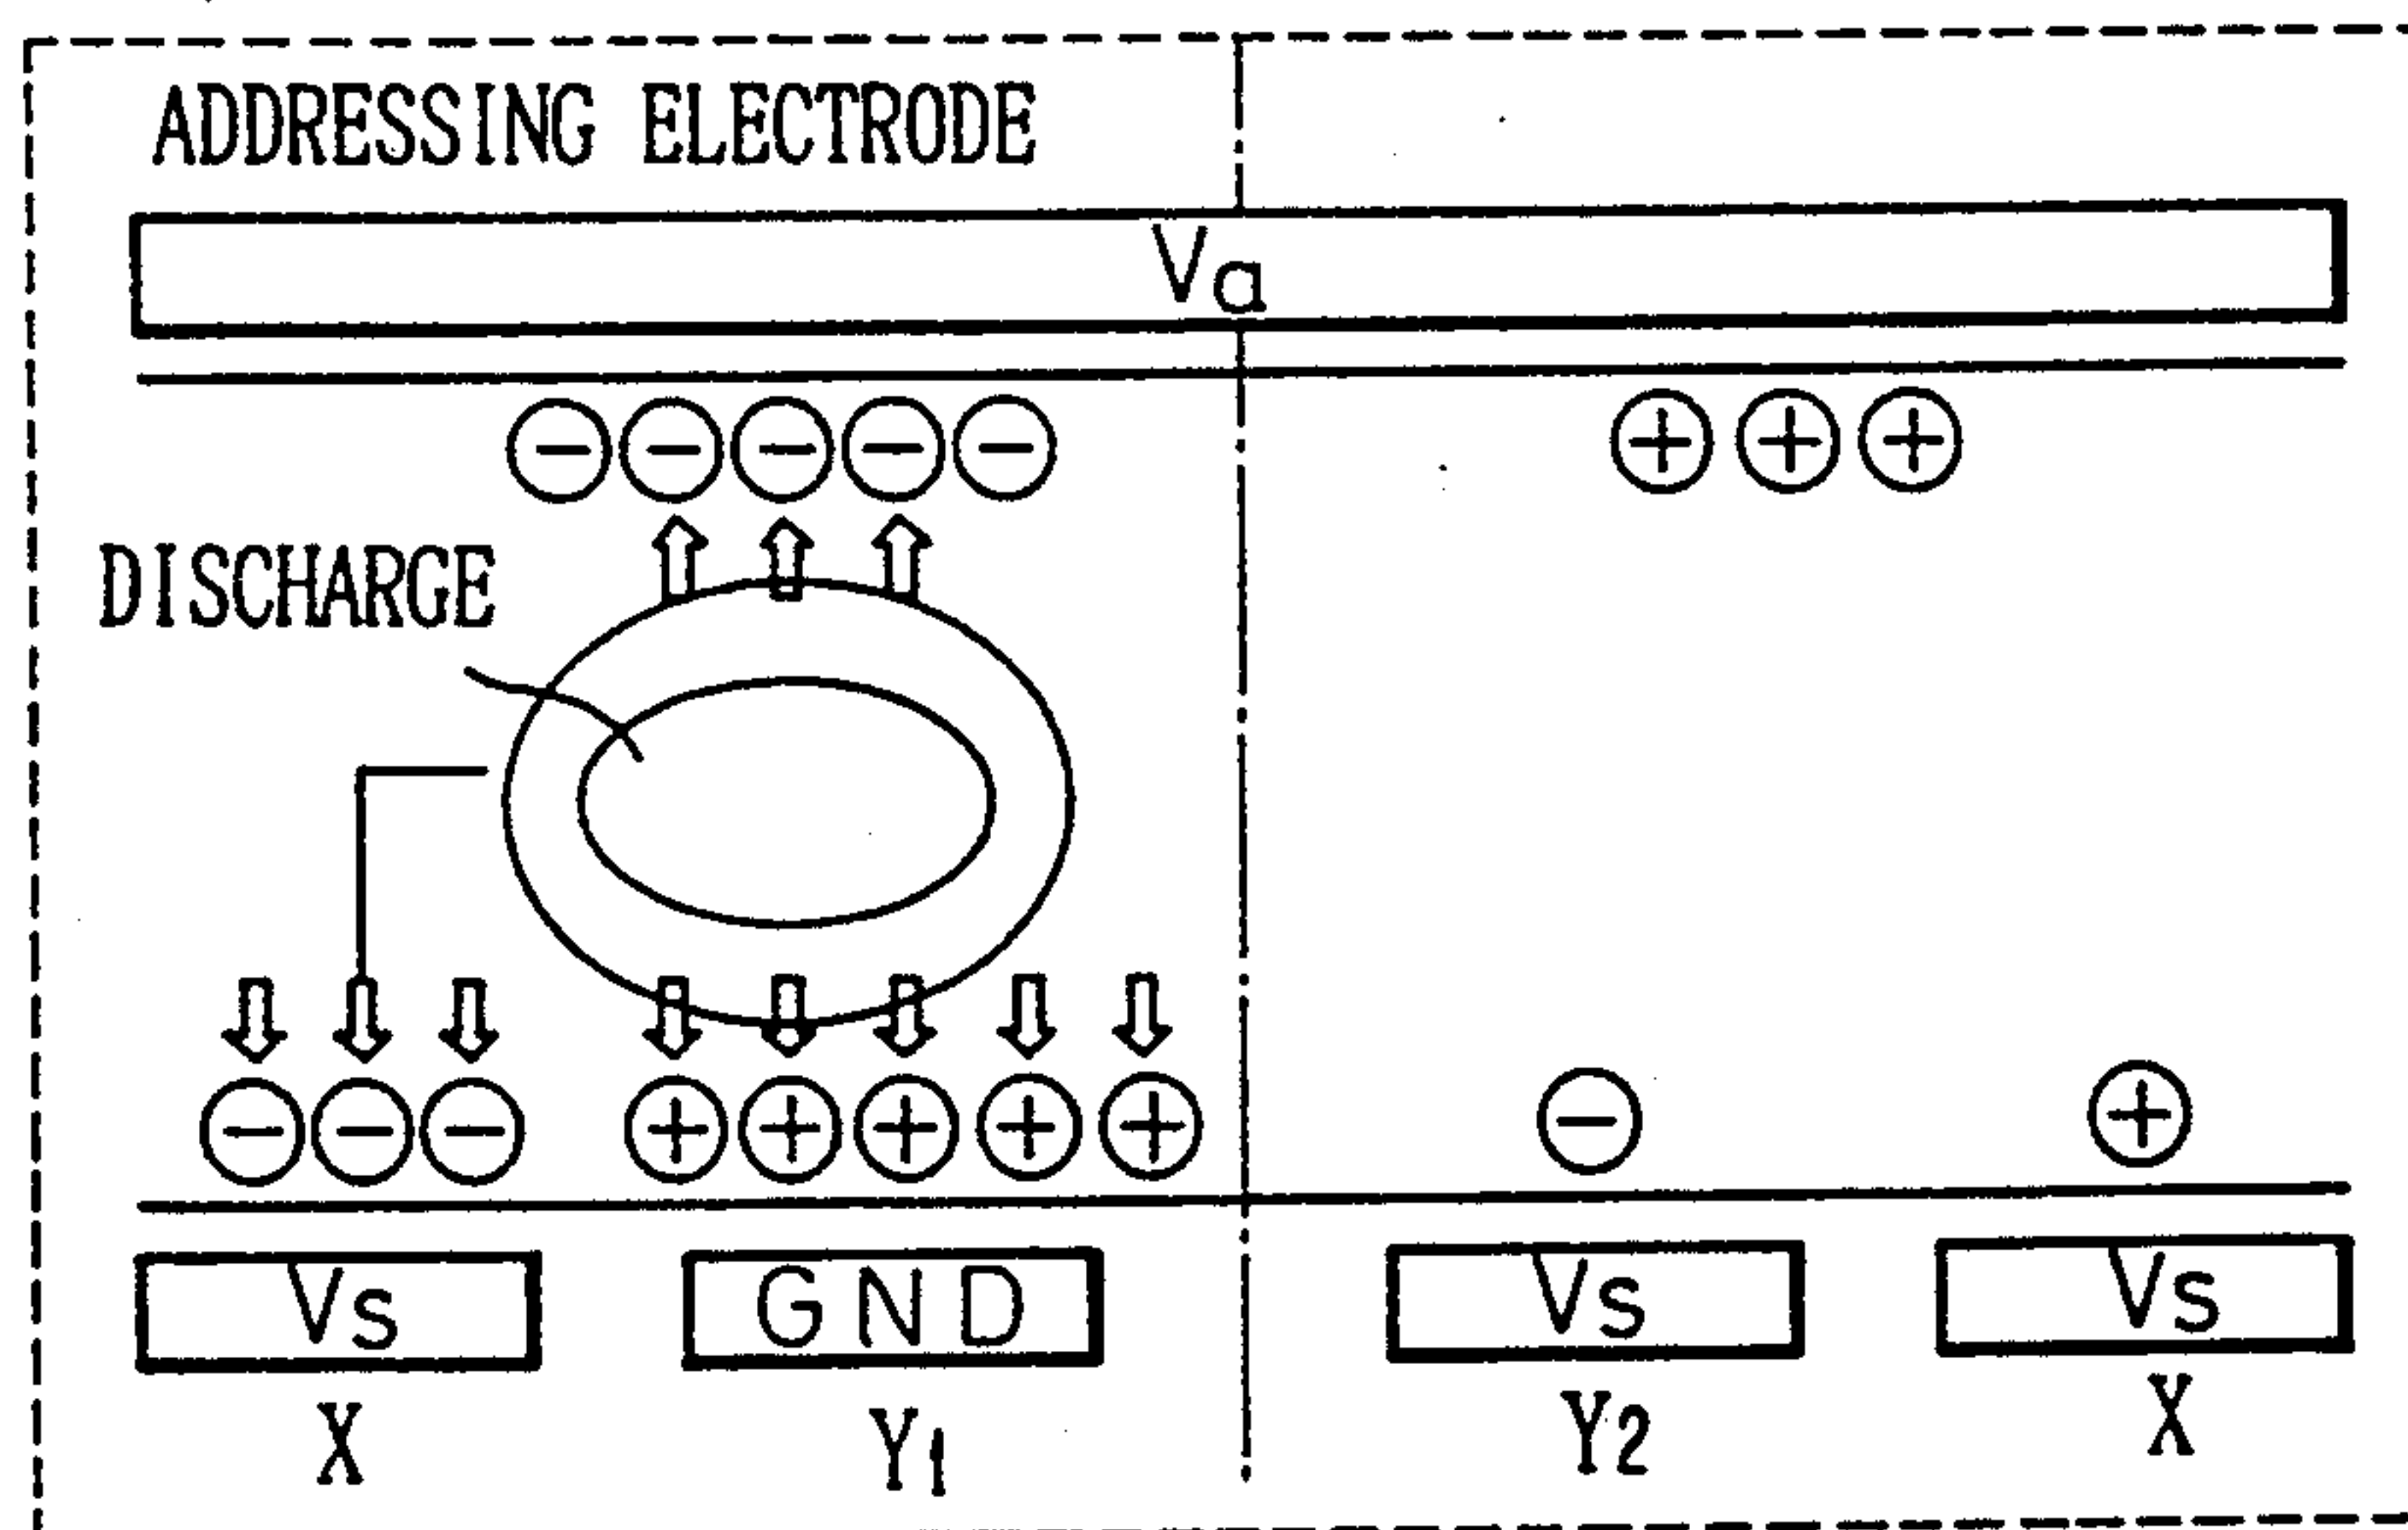 ADDRESSING ELECTRODE
Va
DISCHARGE
Vs GND Vs Vs
X Y1 Y2 X